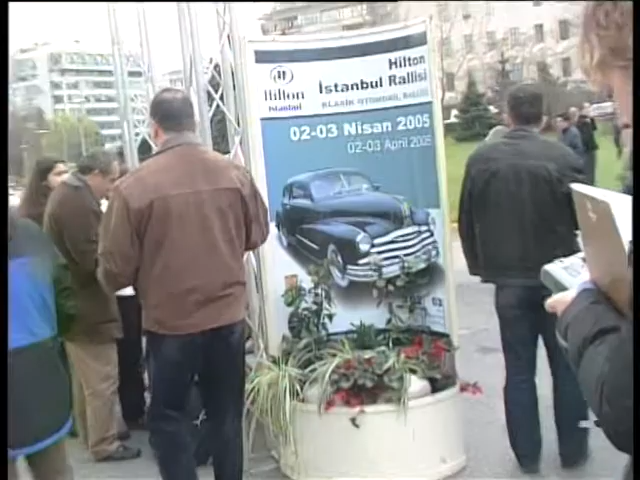 Hilton
İstanbul
Hilton
İstanbul Rallisi
KLASİK OTOMOBİL RALLİSİ
02-03 Nisan 2005
02-03 April 2005